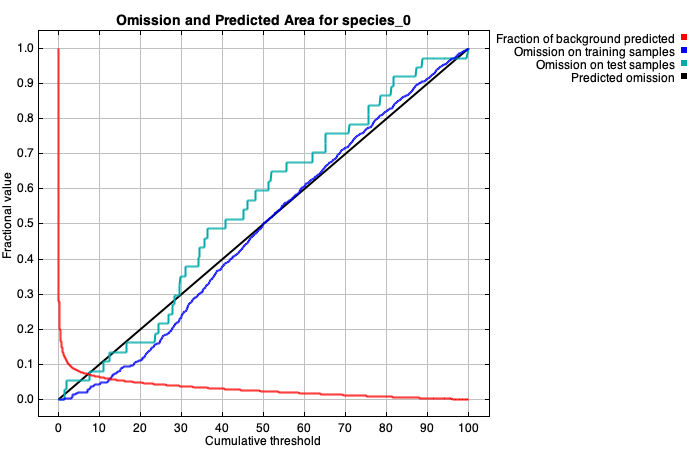 Omission and Predicted Area for species_0
Fraction of background predicted
Omission on training samples
Omission on test samples
Predicted omission
1.0
0.9
0.8
0.7
0.6
0.5
0.4
0.3
0.2
0.1
0.0
Fractional value
0 10 20 30 40 50 60 70 80 90 100
Cumulative threshold